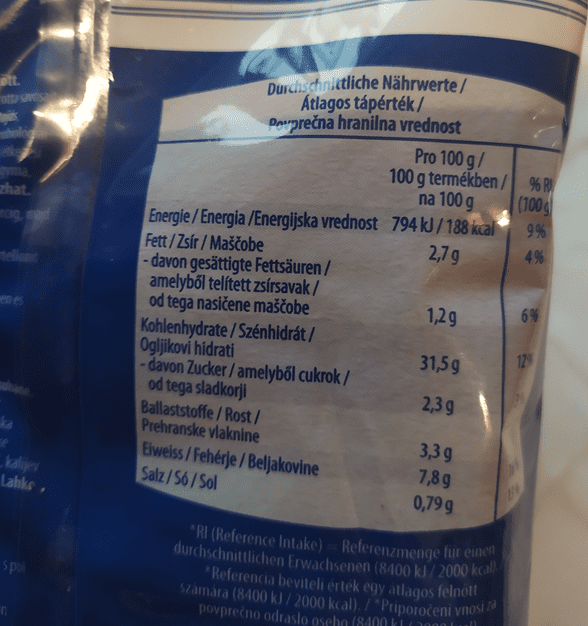 Durchschnittliche Nährwerte /
Átlagos tápérték /
Povprečna hranilna vrednost
Pro 100 g /
100 g termékben / % RI
na 100 g (100 g
Energie / Energia /Energijska vrednost 794 kJ / 188 kcal 9%
Fett / Zsír / Maščobe 2,7 g 4%
- davon gesättigte Fettsäuren /
amelyből telített zsírsavak /
od tega nasičene maščobe 1,2 g 6%
Kohlenhydrate / Szénhidrát /
Ogljikovi hidrati 31,5 g 12%
- davon Zucker / amelyből cukrok /
od tega sladkorji 2,3 g
Ballaststoffe / Rost /
Prehranske vlaknine 3,3 g
Eiweiss / Fehérje / Beljakovine 7,8 g
Salz / Só / Sol 0,79 g
*RI (Reference Intake) = Referenzmenge für einen
durchschnittlichen Erwachsenen (8400 kJ / 2000 kcal).
*Referencia beviteli érték egy átlagos felnőtt
számára (8400 kJ / 2000 kcal). / *Priporočeni vnosi za
povprečno odraslo osebo (8400 kJ
zhat.
Lahko